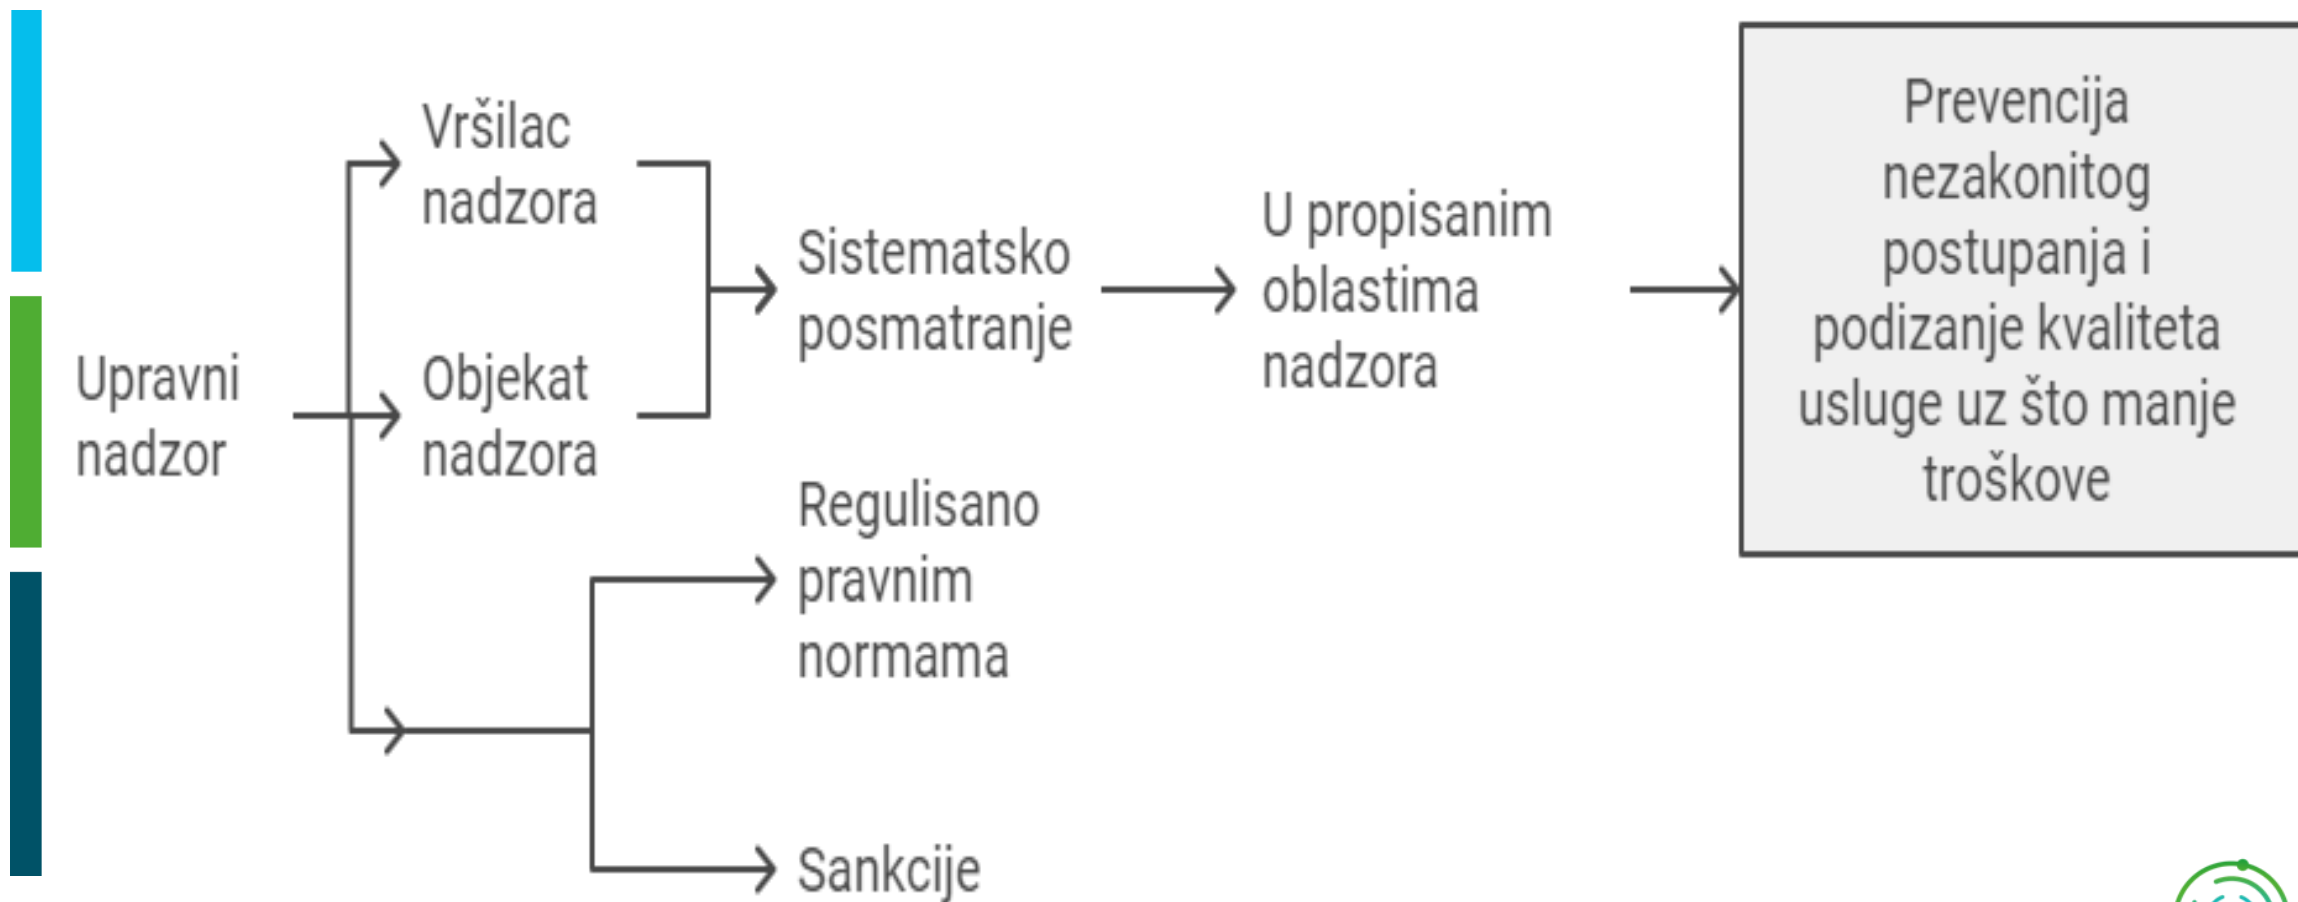 Upravni
nadzor
Vršilac
nadzora
Objekat
nadzora
Sistematsko
posmatranje
U propisanim
oblastima
nadzora
Prevencija
nezakonitog
postupanja i
podizanje kvaliteta
usluge uz što manje
troškove
Regulisano
pravnim
normama
Sankcije